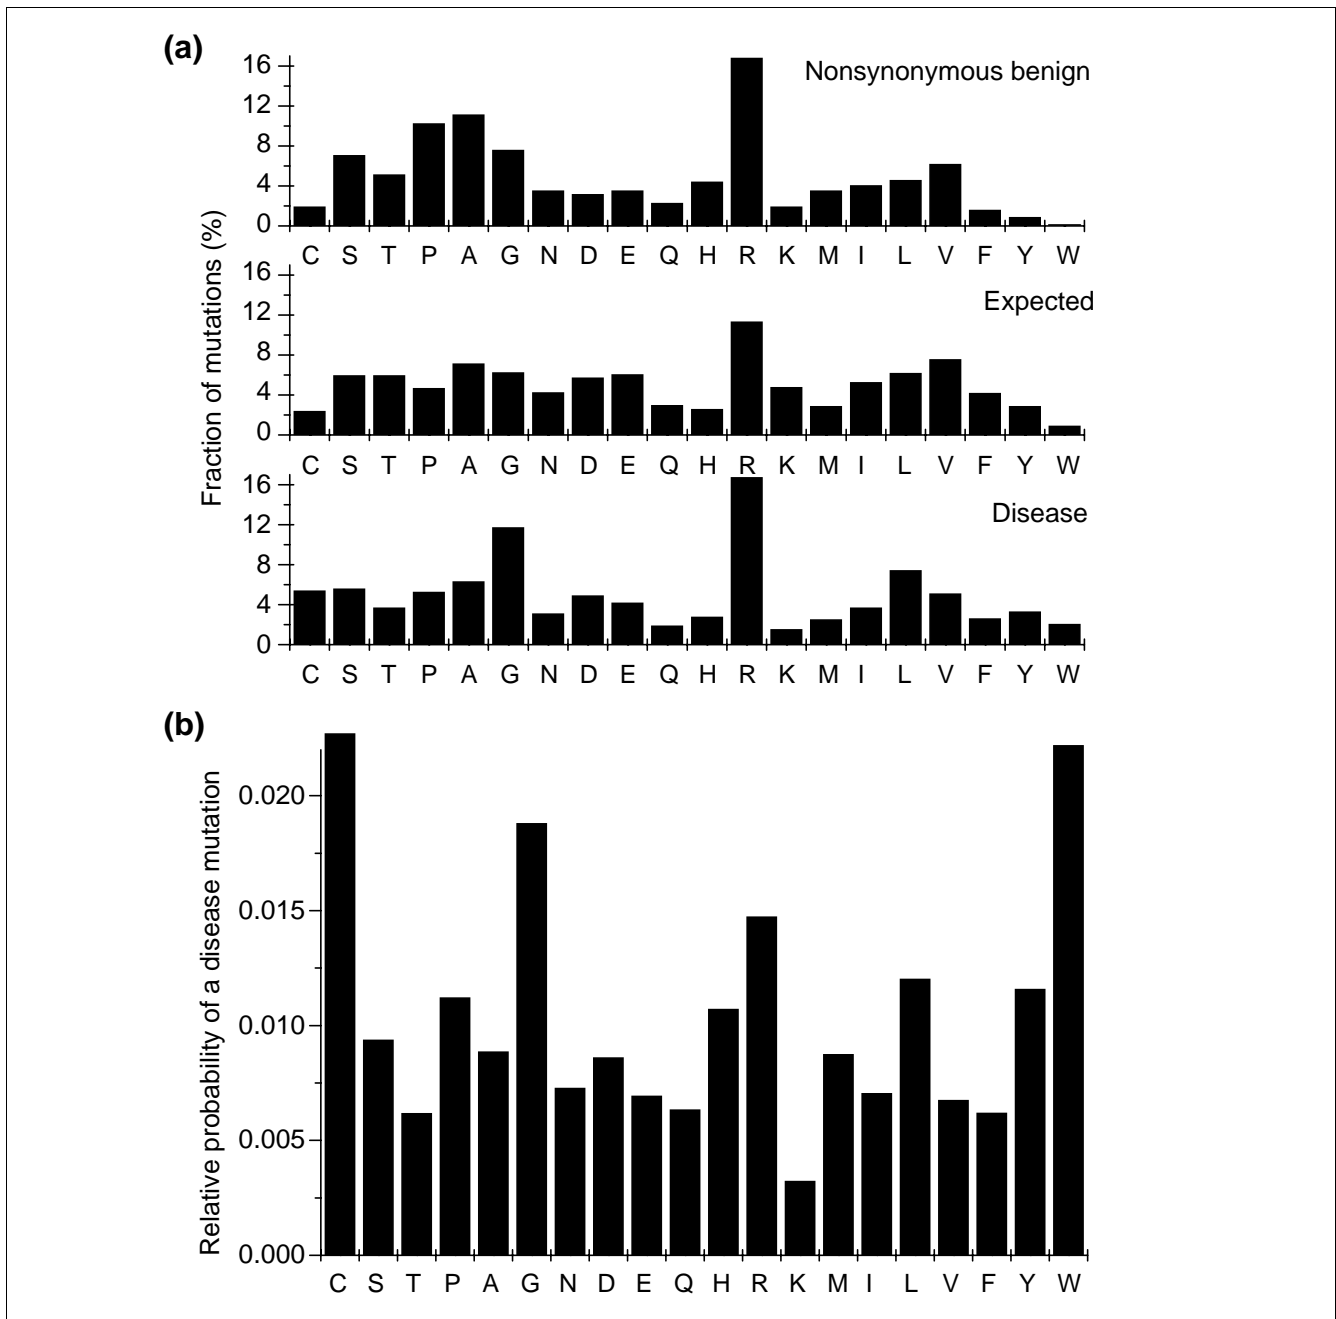 (a)
Fraction of mutations (%)
Nonsynonymous benign
16
12
8
4
0
C S T P A G N D E Q H R K M I L V F Y W
Expected
16
12
8
4
0
C S T P A G N D E Q H R K M I L V F Y W
Disease
16
12
8
4
0
C S T P A G N D E Q H R K M I L V F Y W
(b)
Relative probability of a disease mutation
0.020
0.015
0.010
0.005
0.000
C S T P A G N D E Q H R K M I L V F Y W